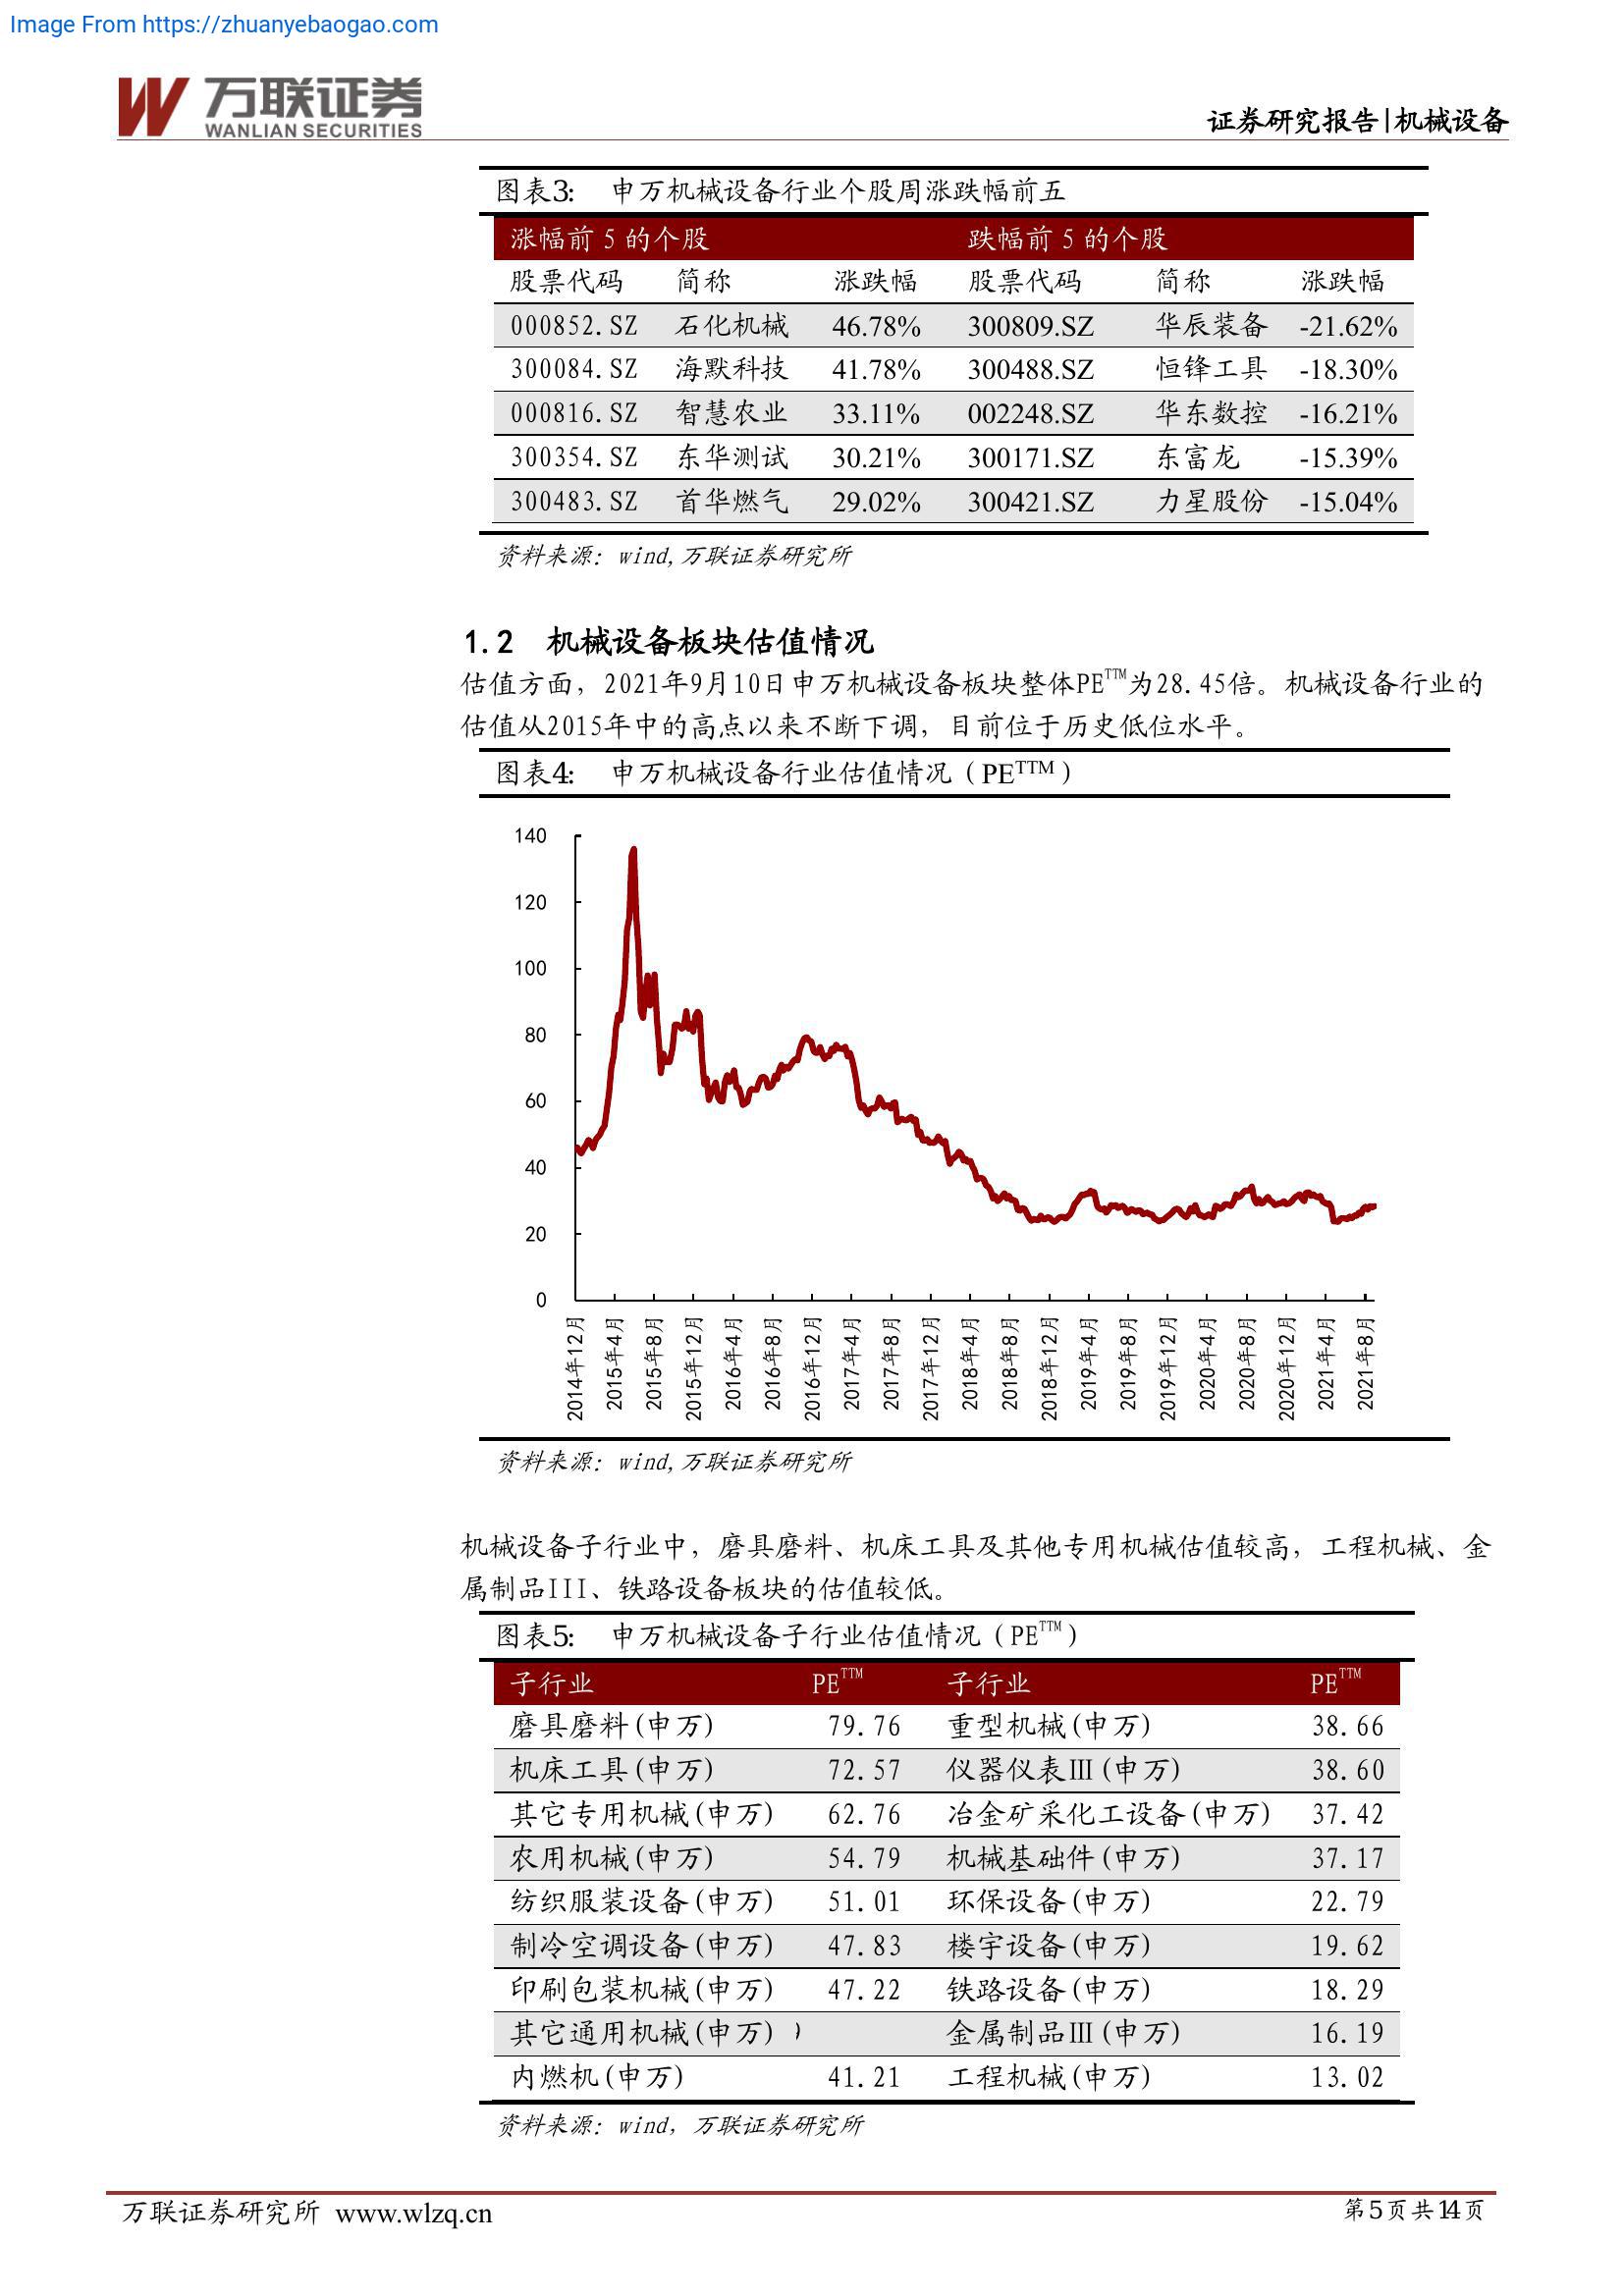 Image From https://zhuanyebaogao.com
万联证券
WANLIAN SECURITIES
证券研究报告|机械设备
图表3: 申万机械设备行业个股周涨跌幅前五
涨幅前 5 的个股 跌幅前 5 的个股
股票代码 简称 涨跌幅 股票代码 简称 涨跌幅
000852.SZ 石化机械 46.78% 300809.SZ 华辰装备 -21.62%
300084.SZ 海默科技 41.78% 300488.SZ 恒锋工具 -18.30%
000816.SZ 智慧农业 33.11% 002248.SZ 华东数控 -16.21%
300354.SZ 东华测试 30.21% 300171.SZ 东富龙 -15.39%
300483.SZ 首华燃气 29.02% 300421.SZ 力星股份 -15.04%
资料来源：wind,万联证券研究所
1.2 机械设备板块估值情况
估值方面，2021年9月10日申万机械设备板块整体PETTM为28.45倍。机械设备行业的
估值从2015年中的高点以来不断下调，目前位于历史低位水平。
图表4: 申万机械设备行业估值情况（PETTM）
140
120
100
80
60
40
20
0
2014年12月
2015年4月
2015年8月
2015年12月
2016年4月
2016年8月
2016年12月
2017年4月
2017年8月
2017年12月
2018年4月
2018年8月
2018年12月
2019年4月
2019年8月
2019年12月
2020年4月
2020年8月
2020年12月
2021年4月
2021年8月
资料来源：wind,万联证券研究所
机械设备子行业中，磨具磨料、机床工具及其他专用机械估值较高，工程机械、金
属制品III、铁路设备板块的估值较低。
图表5: 申万机械设备子行业估值情况（PETTM）
子行业 PETTM 子行业 PETTM
磨具磨料(申万) 79.76 重型机械(申万) 38.66
机床工具(申万) 72.57 仪器仪表Ⅲ(申万) 38.60
其它专用机械(申万) 62.76 冶金矿采化工设备(申万) 37.42
农用机械(申万) 54.79 机械基础件(申万) 37.17
纺织服装设备(申万) 51.01 环保设备(申万) 22.79
制冷空调设备(申万) 47.83 楼宇设备(申万) 19.62
印刷包装机械(申万) 47.22 铁路设备(申万) 18.29
其它通用机械(申万) 金属制品Ⅲ(申万) 16.19
内燃机(申万) 41.21 工程机械(申万) 13.02
资料来源：wind，万联证券研究所
万联证券研究所 www.wlzq.cn 第5页共14页